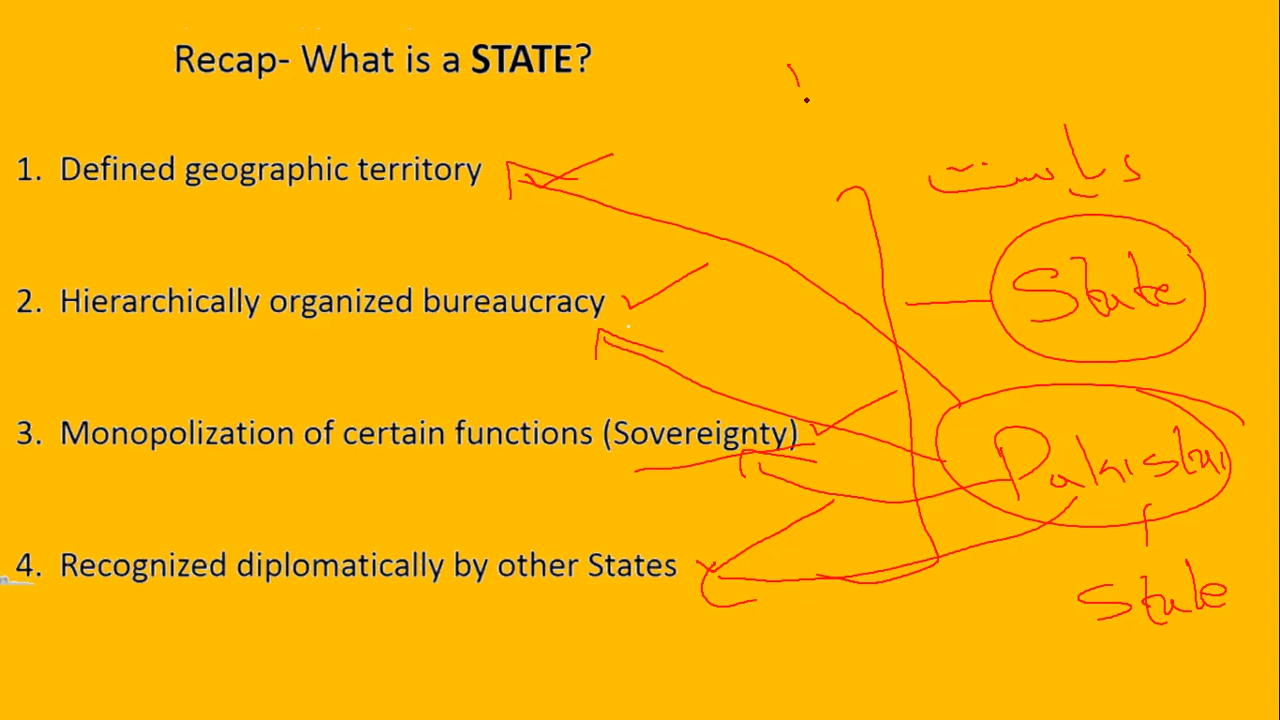 Recap- What is a STATE?
1. Defined geographic territory
2. Hierarchically organized bureaucracy
3. Monopolization of certain functions (Sovereignty)
4. Recognized diplomatically by other States
ریاست
State
Pakistan
State